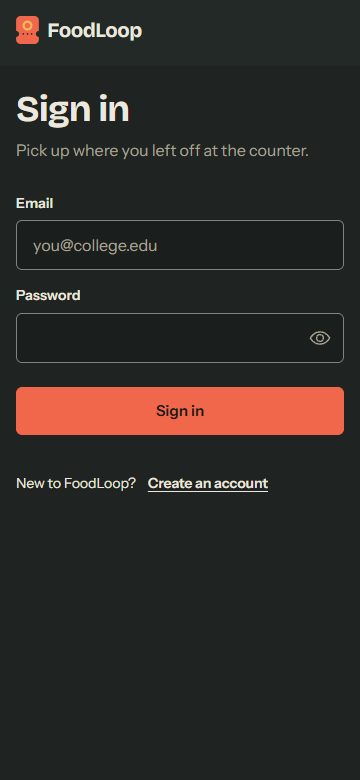 FoodLoop
Sign in
Pick up where you left off at the counter.
Email
you@college.edu
Password
Sign in
New to FoodLoop? Create an account